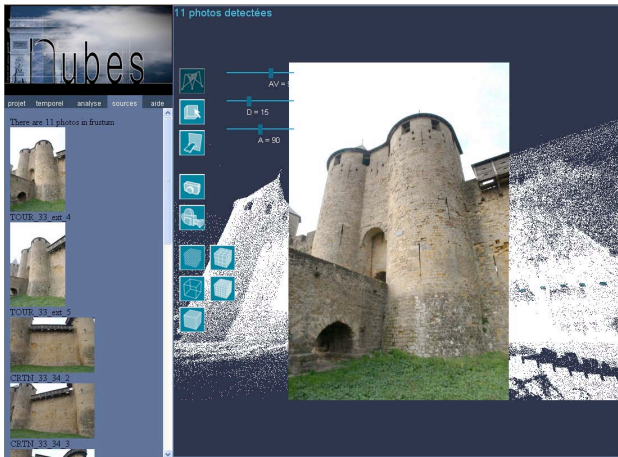 11 photos detectées
nubes
projet temporel analyse sources aide
There are 11 photos in frustum
TOUR_33_ext_4
TOUR_33_ext_5
CRTN_33_34_2
CRTN_33_34_3
AV =
D = 15
A = 90